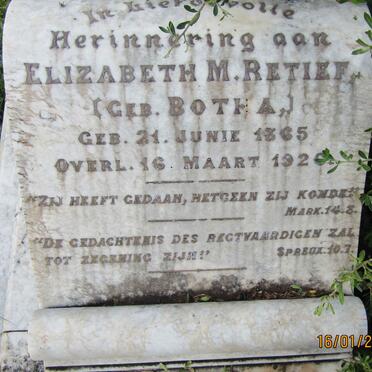 In Liefdevolle
Herinnering aan
ELIZABETH M. RETIEF,
(GEB. BOTHA,)
GEB. 21. JUNIE 1865
OVERL. 16. MAART 192
"ZIJ HEEFT GEDAAN, HETGEEN ZIJ KONDE"
MARK. 14.8.
"DE GEDACHTENIS DES REGTVAARDIGEN ZAL
TOT ZEGENING ZIJN!"
SPREUK. 10.7.
16/01/2